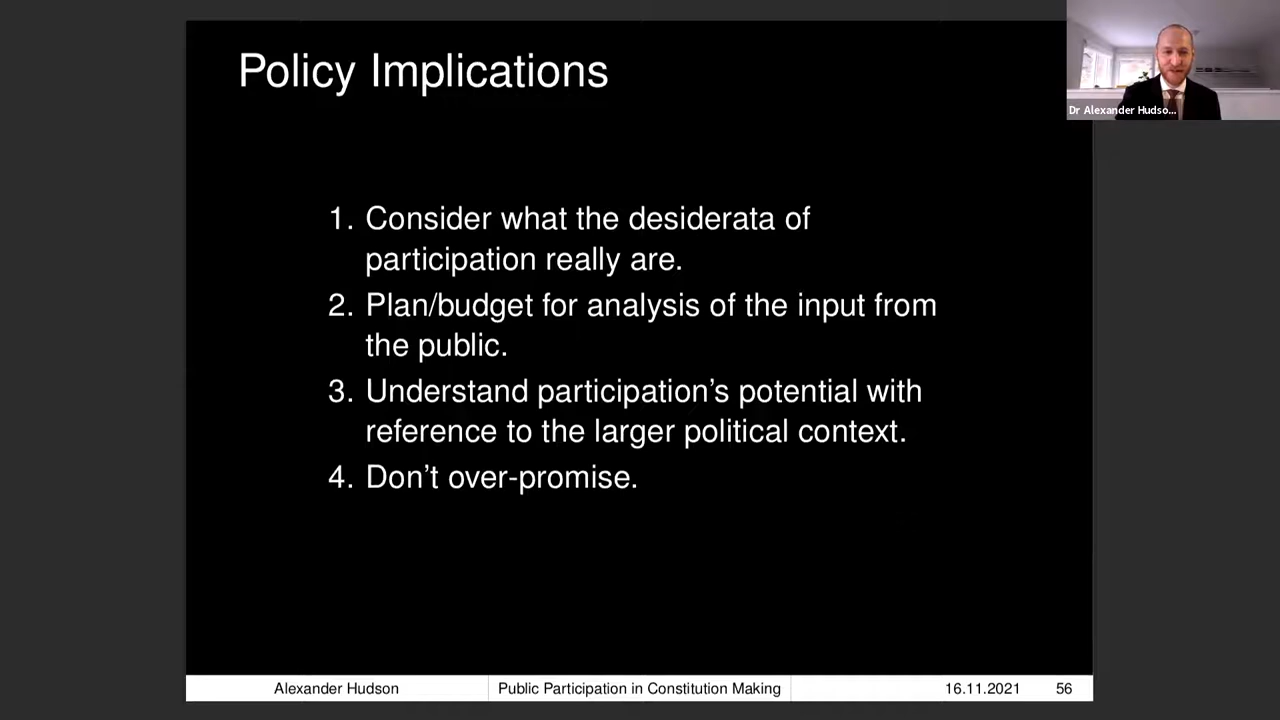 Policy Implications
Dr Alexander Hudso...
1. Consider what the desiderata of
participation really are.
2. Plan/budget for analysis of the input from
the public.
3. Understand participation's potential with
reference to the larger political context.
4. Don't over-promise.
Alexander Hudson
Public Participation in Constitution Making
16.11.2021
56